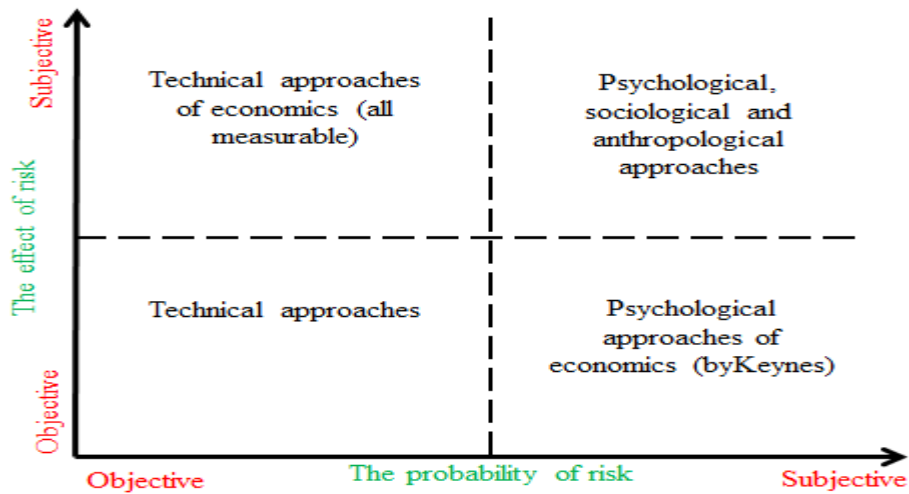 Subjective
The effect of risk
Objective
Technical approaches
of economics (all
measurable)
Psychological,
sociological and
anthropological
approaches
Technical approaches
Psychological
approaches of
economics (byKeynes)
Objective
The probability of risk
Subjective